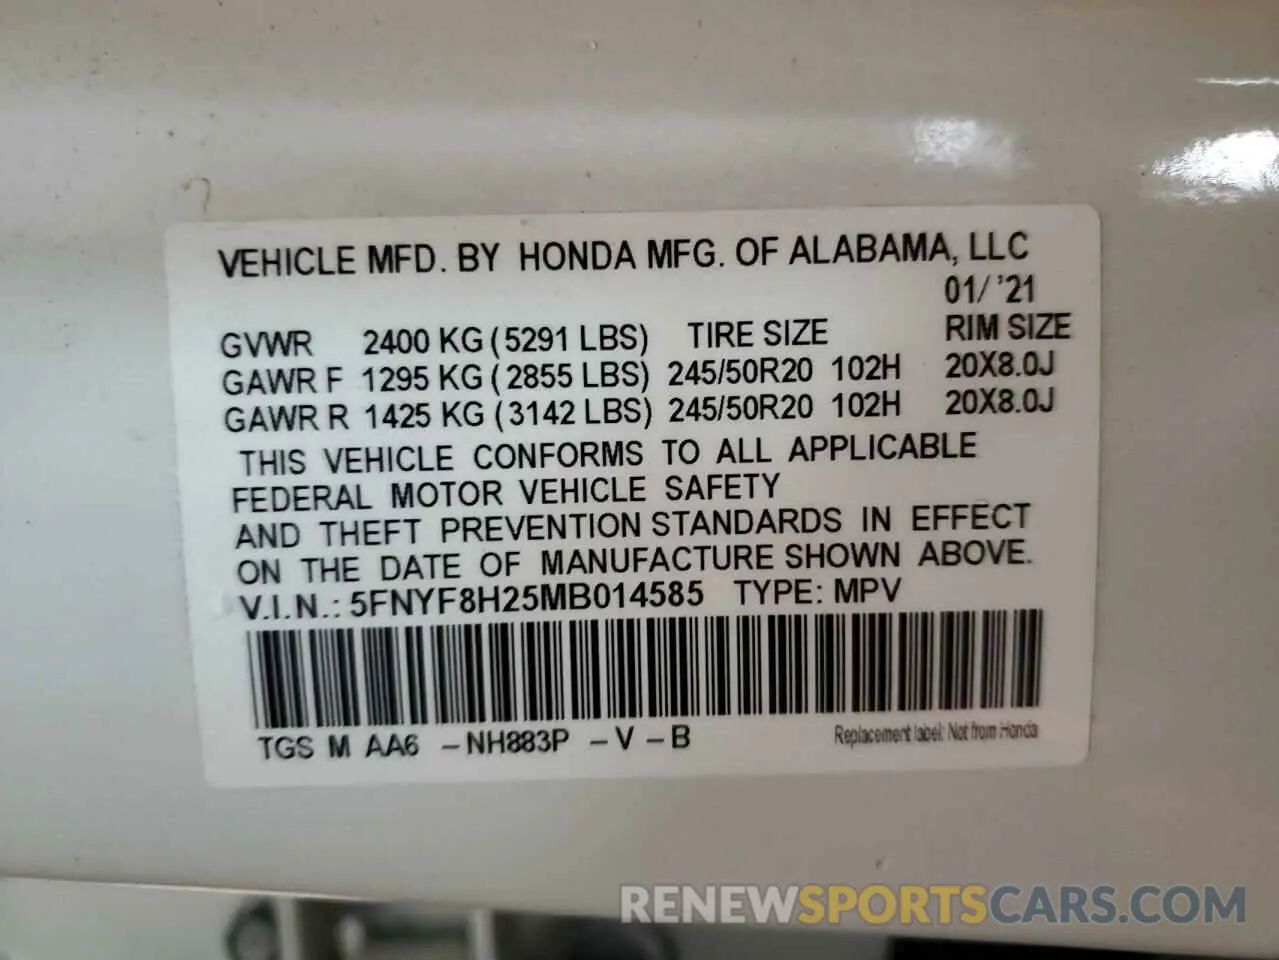 VEHICLE MFD. BY HONDA MFG. OF ALABAMA, LLC
01/ '21
GVWR 2400 KG (5291 LBS) TIRE SIZE RIM SIZE
GAWR F 1295 KG (2855 LBS) 245/50R20 102H 20X8.0J
GAWR R 1425 KG (3142 LBS) 245/50R20 102H 20X8.0J
THIS VEHICLE CONFORMS TO ALL APPLICABLE
FEDERAL MOTOR VEHICLE SAFETY
AND THEFT PREVENTION STANDARDS IN EFFECT
ON THE DATE OF MANUFACTURE SHOWN ABOVE.
V.I.N.: 5FNYF8H25MB014585 TYPE: MPV
TGS M AA6 -NH883P -V-B
Replacement label: Not from Honda
RENEWSPORTSCARS.COM